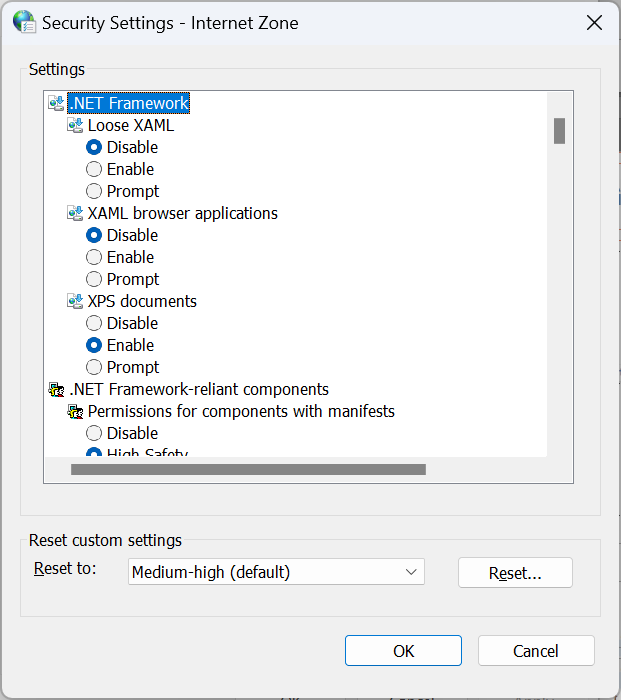 Security Settings - Internet Zone
Settings
.NET Framework
Loose XAML
Disable
Enable
Prompt
XAML browser applications
Disable
Enable
Prompt
XPS documents
Disable
Enable
Prompt
.NET Framework-reliant components
Permissions for components with manifests
Disable
High Safety
Reset custom settings
Reset to:
Medium-high (default)
Reset...
OK
Cancel